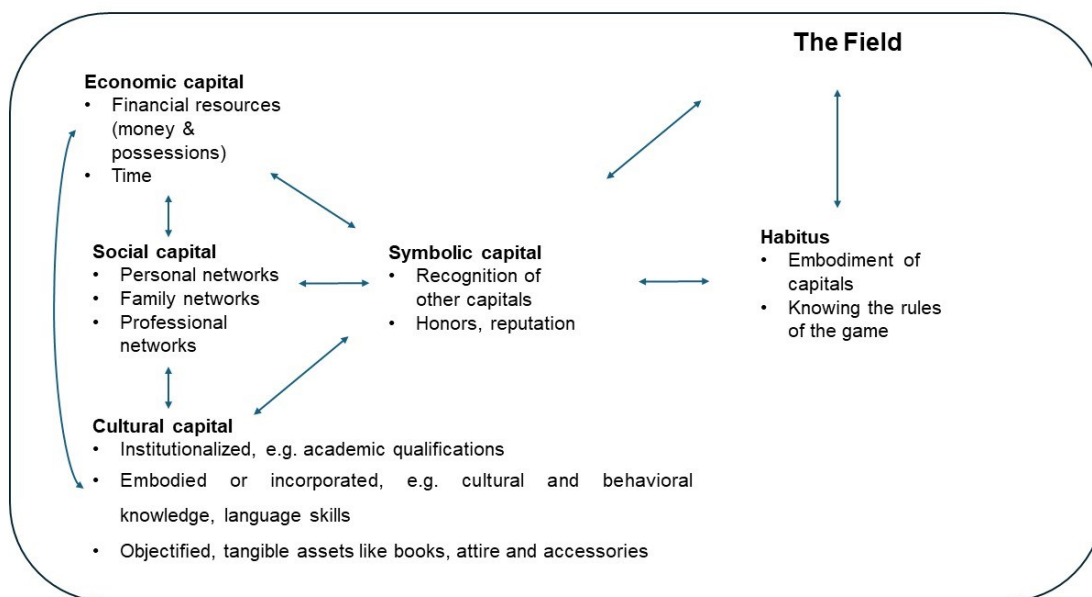 The Field
Economic capital
• Financial resources
(money &
possessions)
• Time
Social capital
• Personal networks
• Family networks
• Professional
networks
Symbolic capital
• Recognition of
other capitals
• Honors, reputation
Habitus
• Embodiment of
capitals
• Knowing the rules
of the game
Cultural capital
• Institutionalized, e.g. academic qualifications
• Embodied or incorporated, e.g. cultural and behavioral
knowledge, language skills
• Objectified, tangible assets like books, attire and accessories